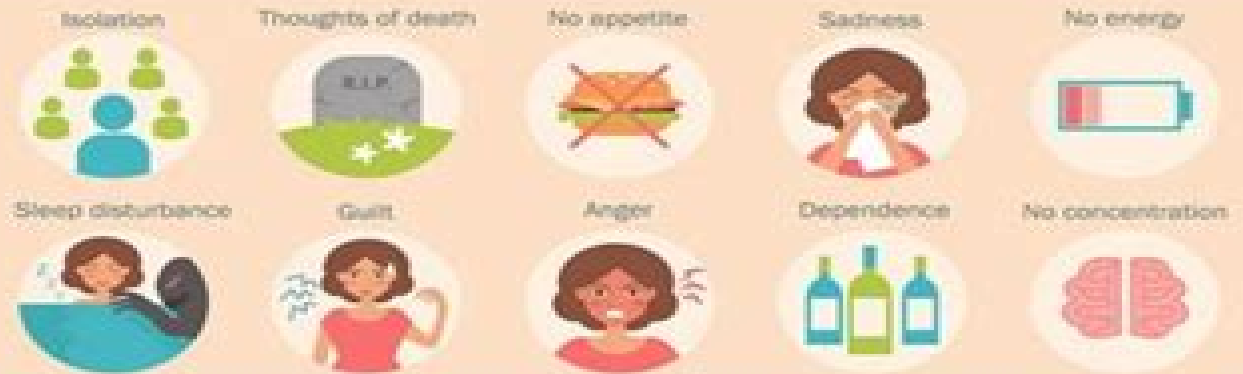 Isolation
Thoughts of death
No appetite
Sadness
No energy
R.I.P.
Sleep disturbance
Guilt
Anger
Dependence
No concentration